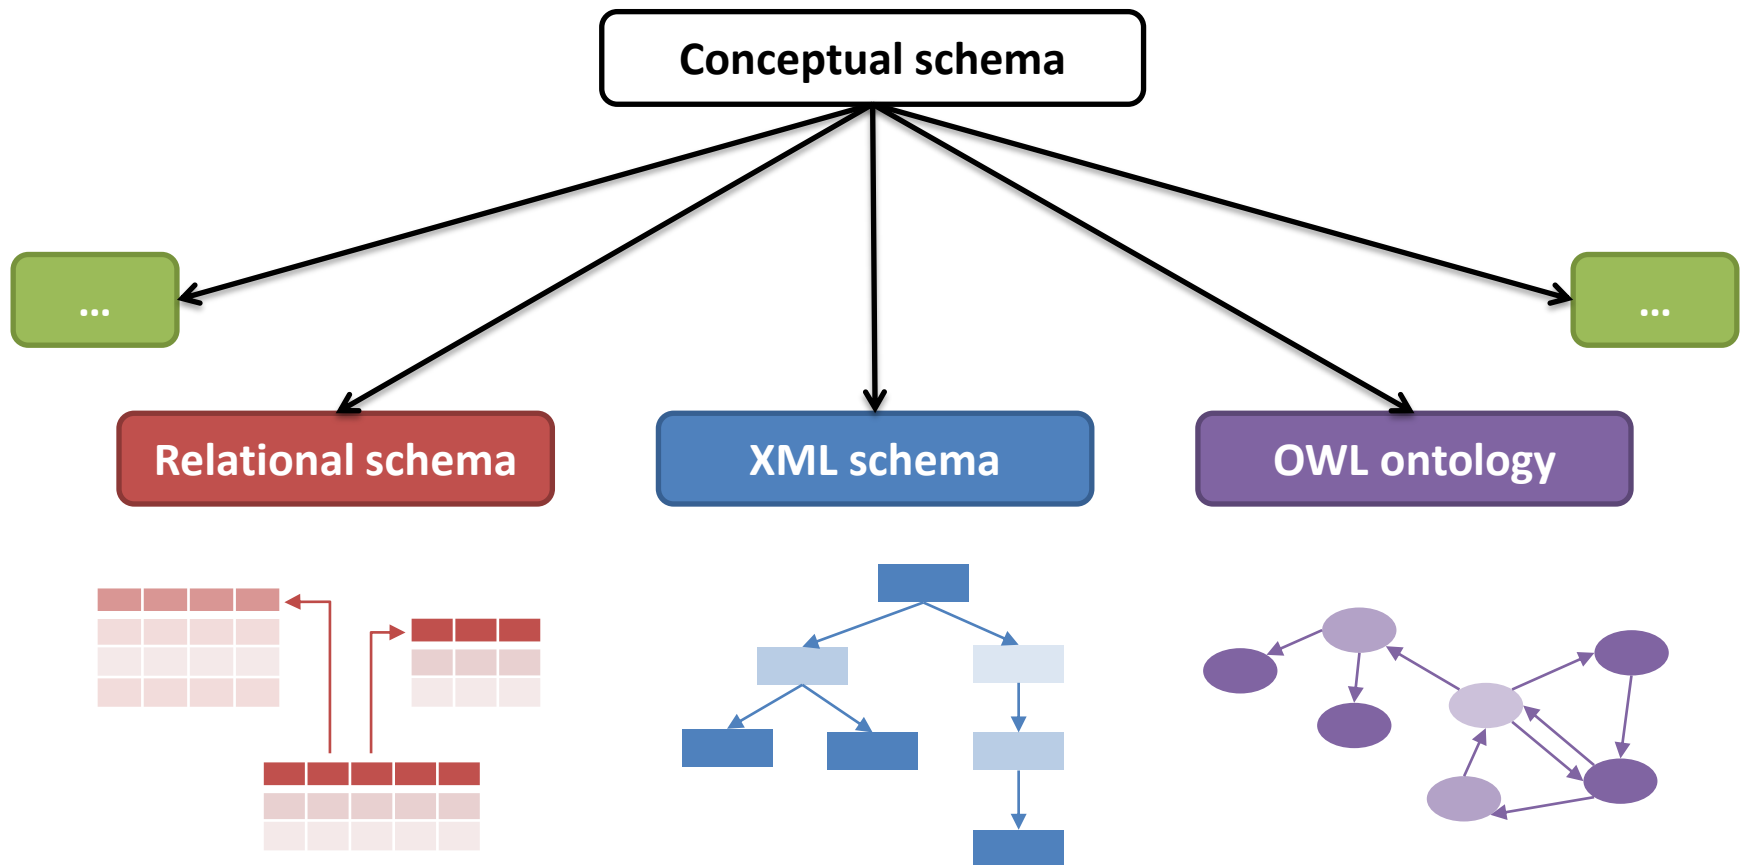 Conceptual schema
...
...
Relational schema
XML schema
OWL ontology